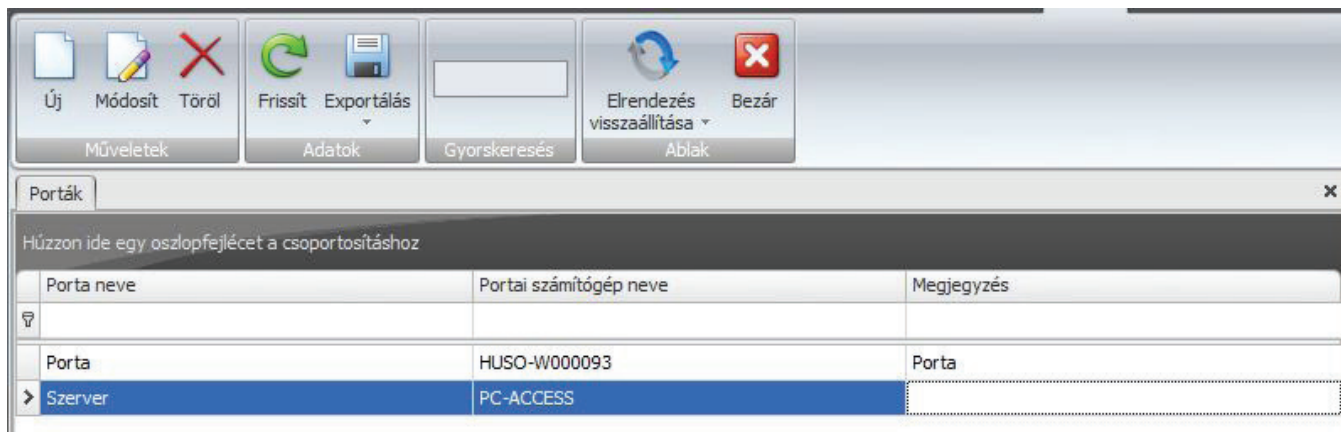 Új Módosít Töröl Frissít Exportálás Elrendezés visszaállítása Bezár
Műveletek Adatok Gyorskeresés Ablak
Porták
Húzzon ide egy oszlopfejlécet a csoportosításhoz
Porta neve Portai számítógép neve Megjegyzés
Porta HUSO-W000093 Porta
Szerver PC-ACCESS